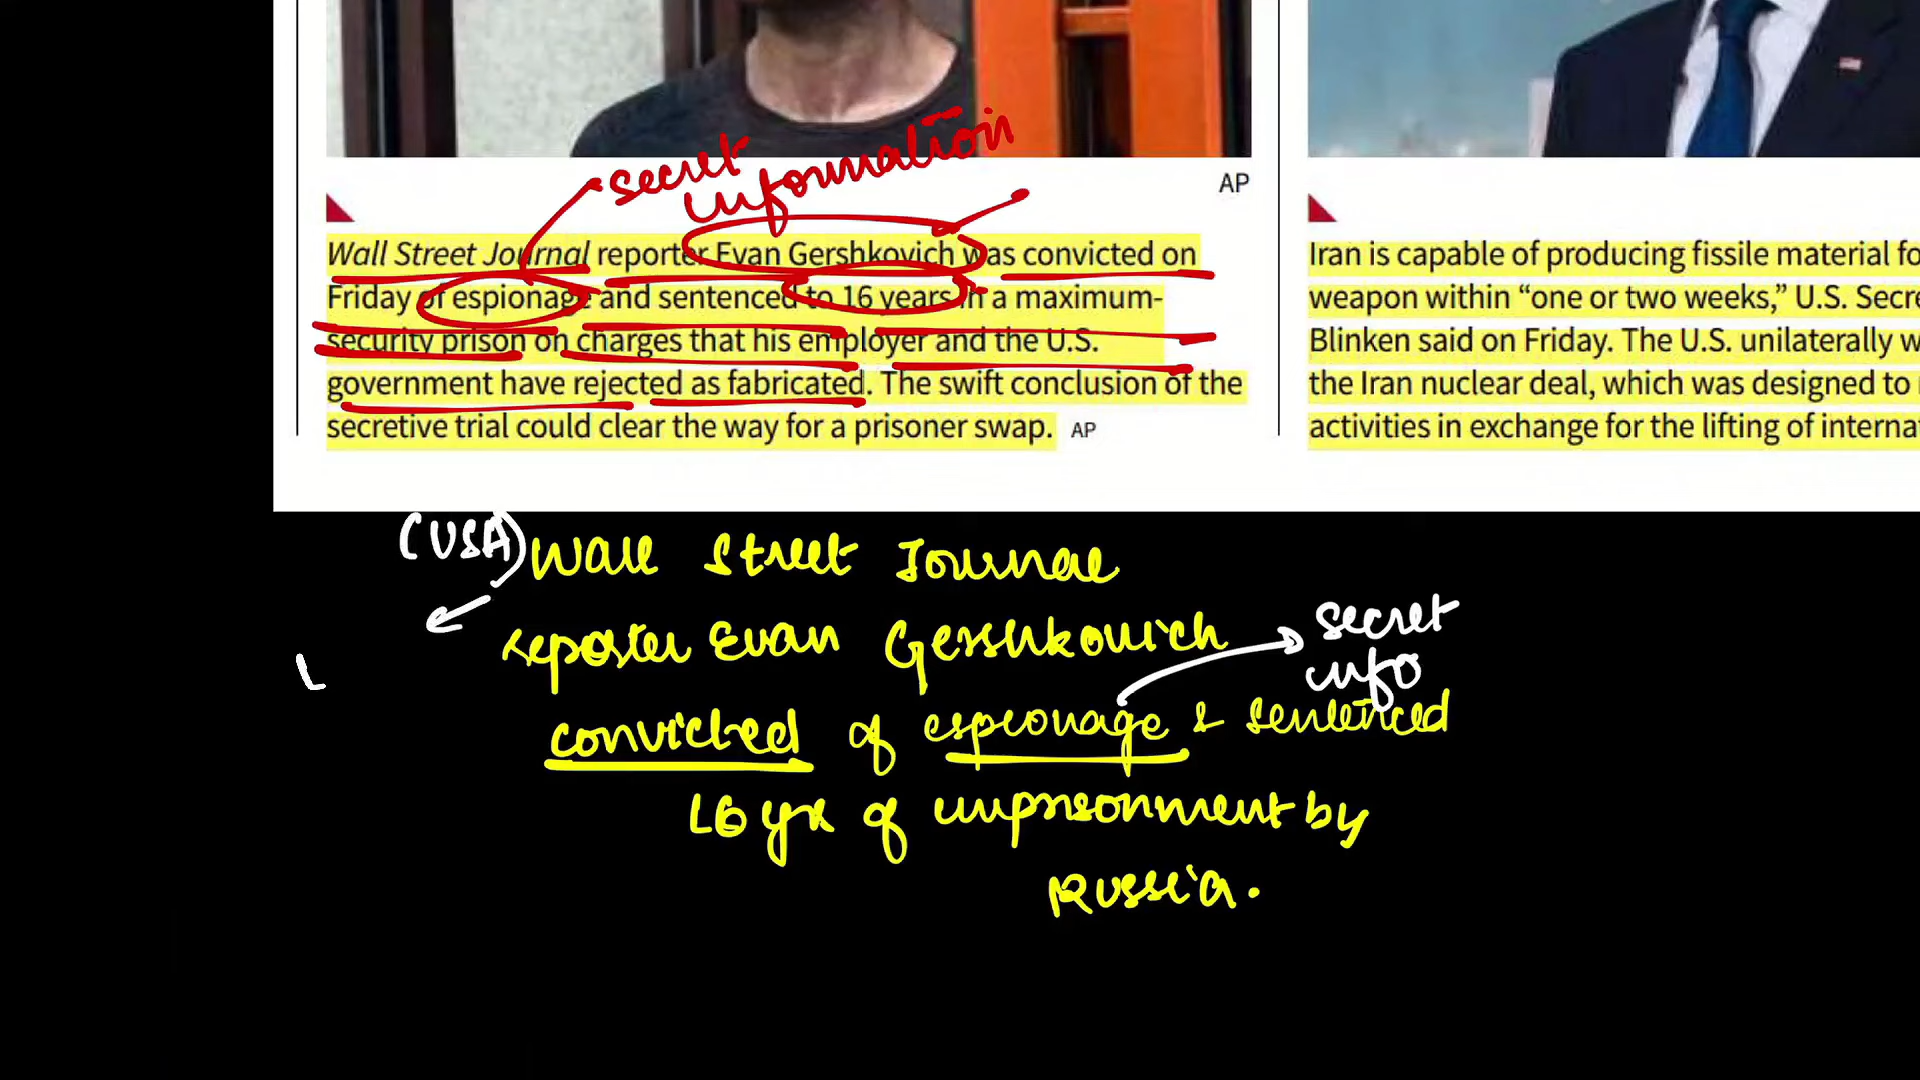 secret
information
AP
Wall Street Journal reporter Evan Gershkovich was convicted on
Friday of espionage and sentenced to 16 years in a maximum-
security prison on charges that his employer and the U.S.
government have rejected as fabricated. The swift conclusion of the
secretive trial could clear the way for a prisoner swap. AP
Iran is capable of producing fissile material fo
weapon within “one or two weeks,” U.S. Secre
Blinken said on Friday. The U.S. unilaterally w
the Iran nuclear deal, which was designed to
activities in exchange for the lifting of interna
(USA) Wall Street Journal
reporter Evan Gershkovich
secret
info
convicted of espionage & sentenced
16 yrs of imprisonment by
Russia.